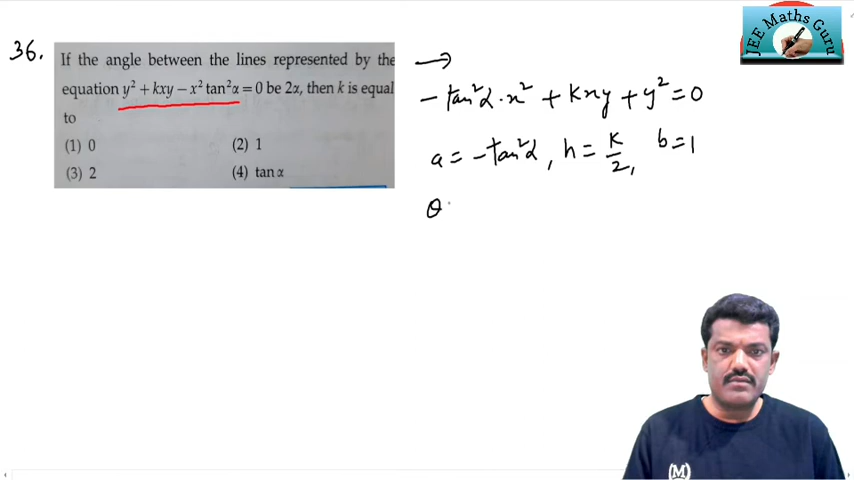 JEE Maths Guru
36.
If the angle between the lines represented by the
equation y² + kxy − x² tan²α = 0 be 2α, then k is equal
to
(1) 0 (2) 1
(3) 2 (4) tan α
→
− tan²α · x² + kxy + y² = 0
a = − tan²α, h = K/2, b = 1
θ
(M)